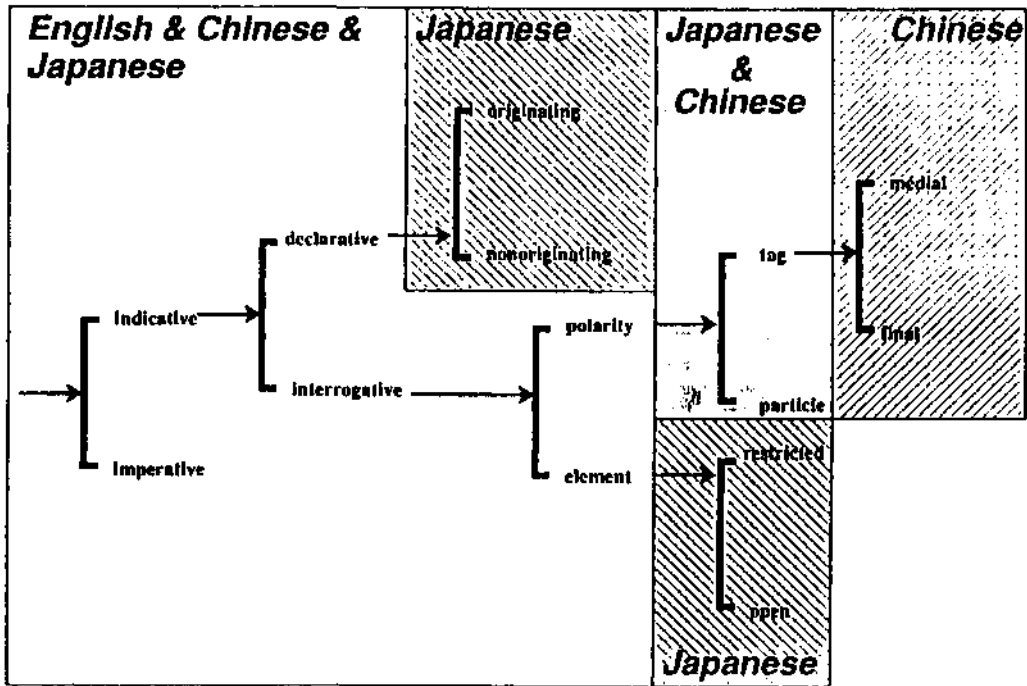 English & Chinese &
Japanese
Japanese
Japanese
&
Chinese
Chinese
originating
medial
declarative
nonoriginating
tag
indicative
polarity
final
interrogative
particle
imperative
element
restricted
Japanese